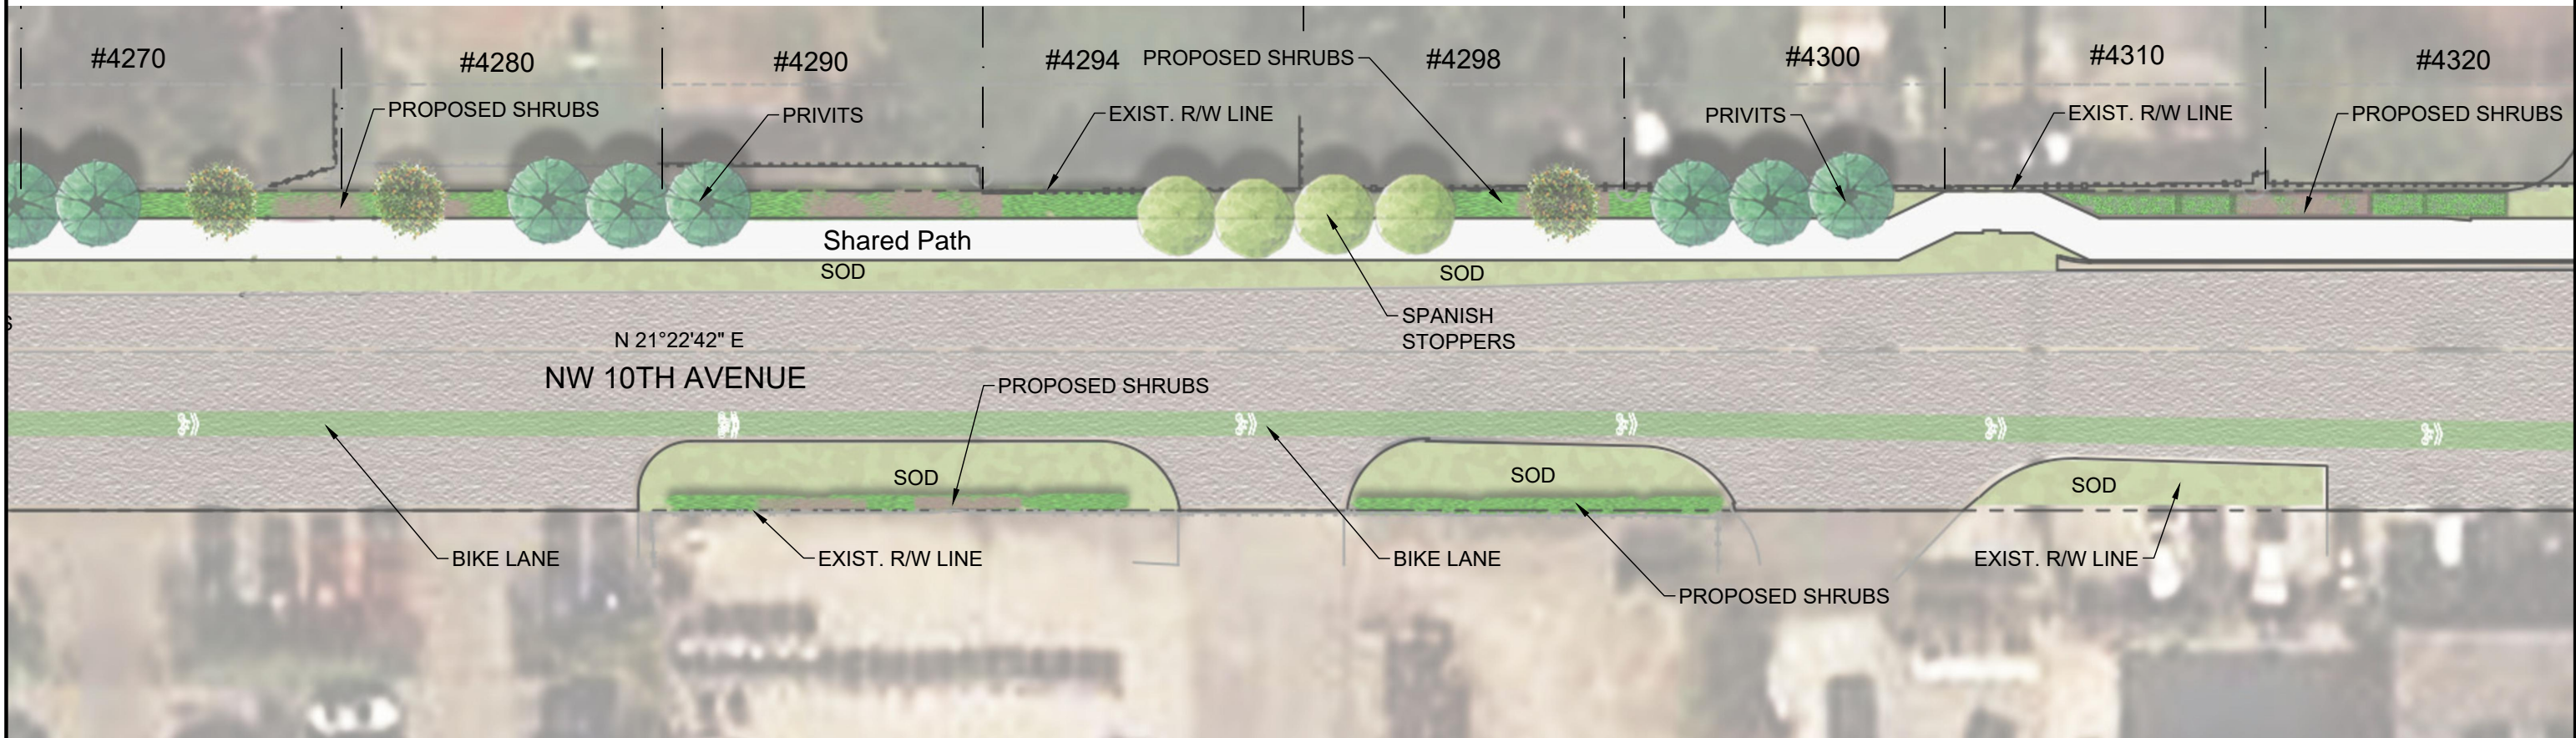 #4270
#4280
#4290
#4294
PROPOSED SHRUBS
#4298
#4300
#4310
#4320
PROPOSED SHRUBS
PRIVITS
EXIST. R/W LINE
PRIVITS
EXIST. R/W LINE
PROPOSED SHRUBS
Shared Path
SOD
SOD
SPANISH
STOPPERS
N 21°22'42" E
NW 10TH AVENUE
PROPOSED SHRUBS
SOD
SOD
SOD
BIKE LANE
EXIST. R/W LINE
BIKE LANE
EXIST. R/W LINE
PROPOSED SHRUBS